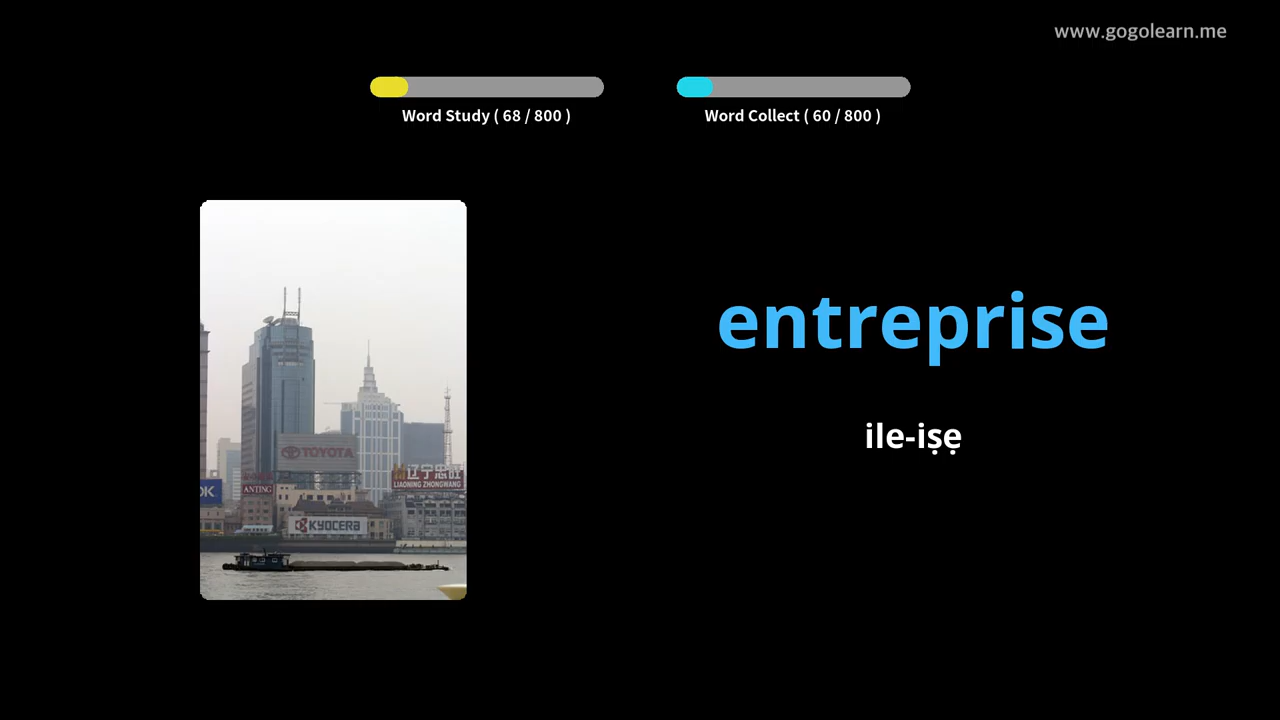 www.gogolearn.me
Word Study ( 68 / 800 )
Word Collect ( 60 / 800 )
entreprise
ile-iṣẹ
TOYOTA
辽宁忠旺
LIAONING ZHONGWANG
OK
ANTING
KYOCERA